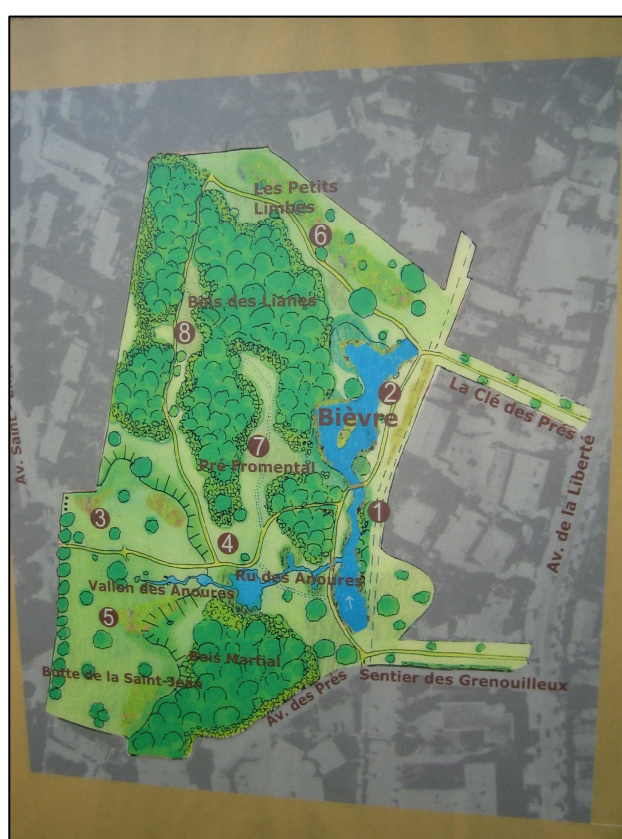 Les Petits
Limbes
6
Bois des Lianes
8
2
La Clé des Prés
Bièvre
7
Pré Fromental
Av. de la Liberté
3
1
4
Ru des Anoures
Vallon des Anoures
5
Bois Martial
Butte de la Saint-Jean
Sentier des Grenouilleux
Av. des Prés
Av. Saint-